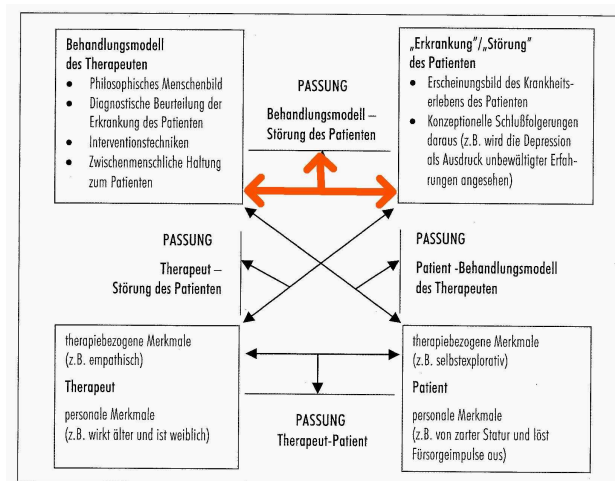 Behandlungsmodell
des Therapeuten
• Philosophisches Menschenbild
• Diagnostische Beurteilung der
Erkrankung des Patienten
• Interventionstechniken
• Zwischenmenschliche Haltung
zum Patienten
PASSUNG
Behandlungsmodell –
Störung des Patienten
„Erkrankung"/„Störung"
des Patienten
• Erscheinungbild des Krankheits-
erlebens des Patienten
• Konzeptionelle Schlußfolgerungen
daraus (z.B. wird die Depression
als Ausdruck unbewältigter Erfah-
rungen angesehen)
PASSUNG
Therapeut –
Störung des Patienten
PASSUNG
Patient -Behandlungsmodell
des Therapeuten
therapiebezogene Merkmale
(z.B. empathisch)
Therapeut
personale Merkmale
(z.B. wirkt älter und ist weiblich)
PASSUNG
Therapeut-Patient
therapiebezogene Merkmale
(z.B. selbstexplorativ)
Patient
personale Merkmale
(z.B. von zarter Statur und löst
Fürsorgeimpulse aus)